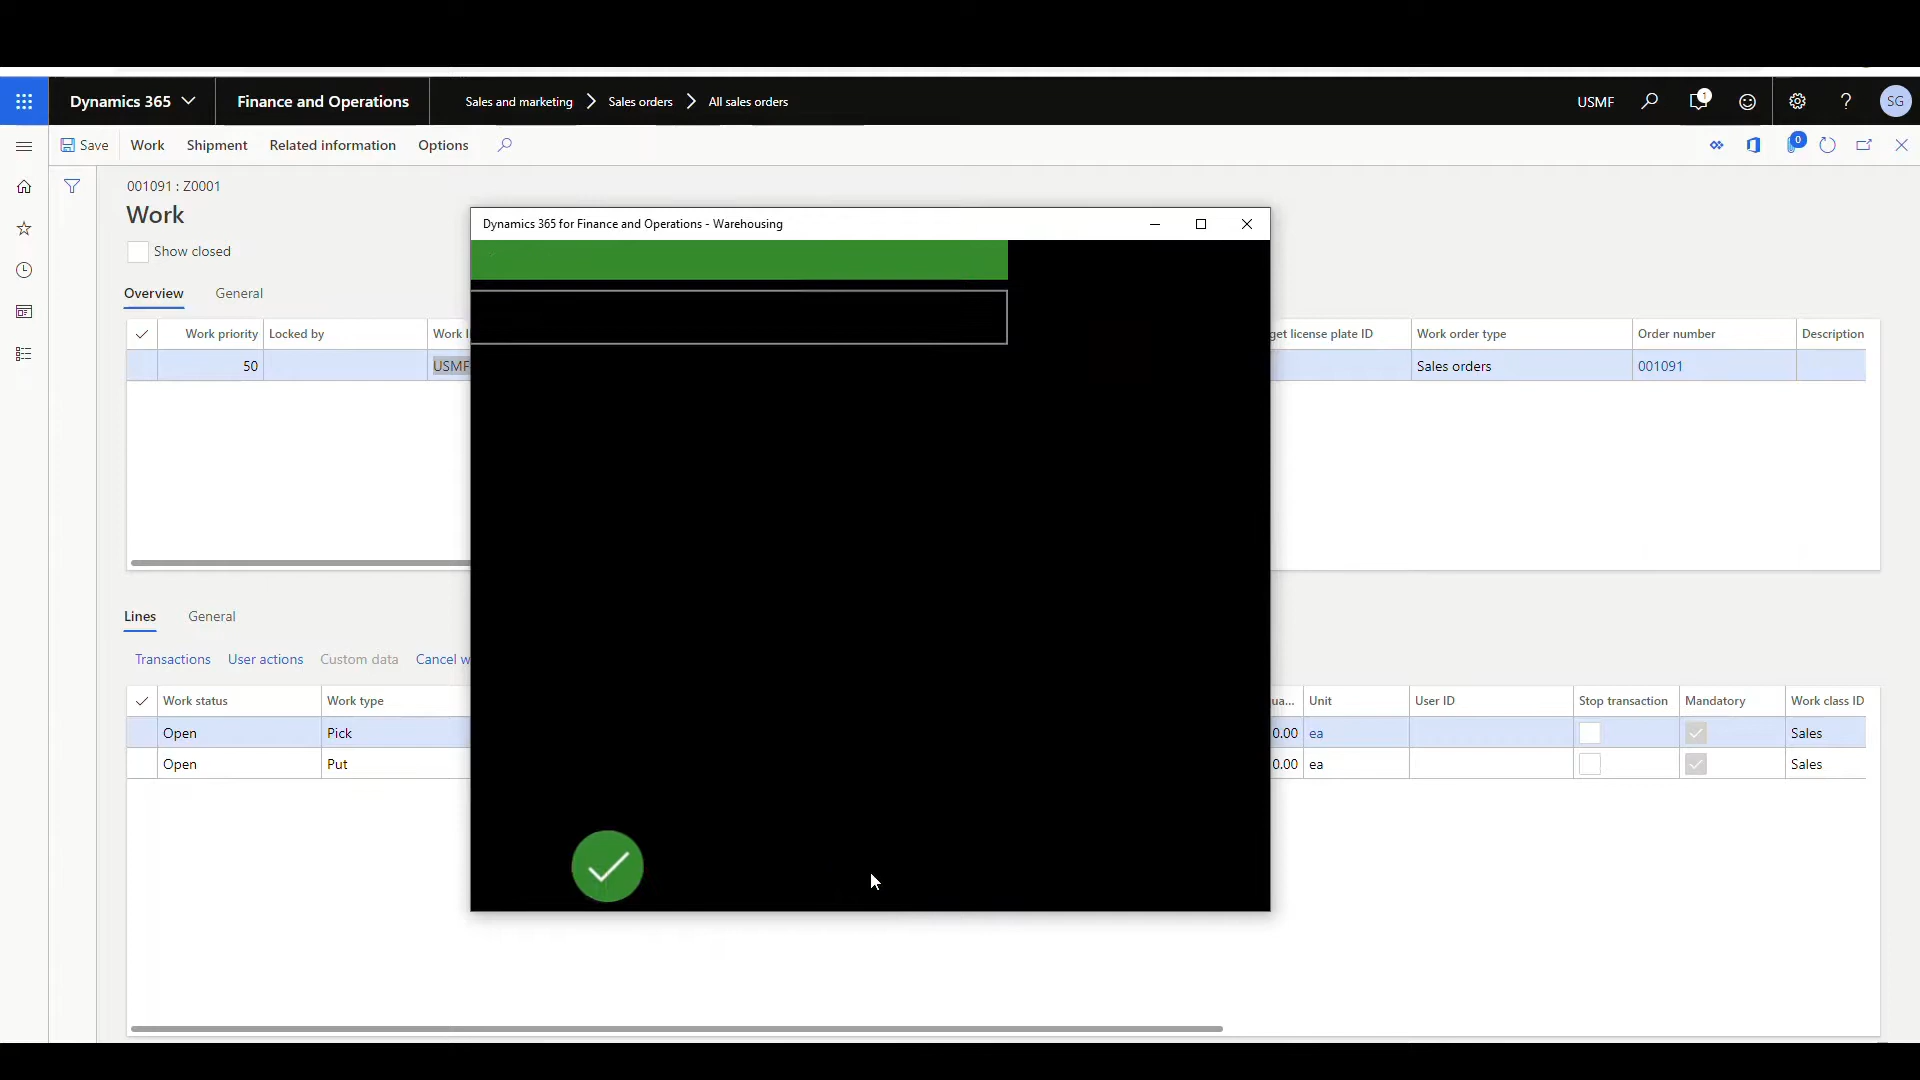 Dynamics 365 Finance and Operations Sales and marketing Sales orders All sales orders USMF 1 ? SG
Save Work Shipment Related information Options 0
001091 : Z0001
Work
Show closed
Overview General
Work priority Locked by Work
get license plate ID Work order type Order number Description
50 USMF
Sales orders 001091
Dynamics 365 for Finance and Operations - Warehousing
Lines General
Transactions User actions Custom data Cancel w
Work status Work type
ua... Unit User ID Stop transaction Mandatory Work class ID
Open Pick 0.00 ea Sales
Open Put 0.00 ea Sales